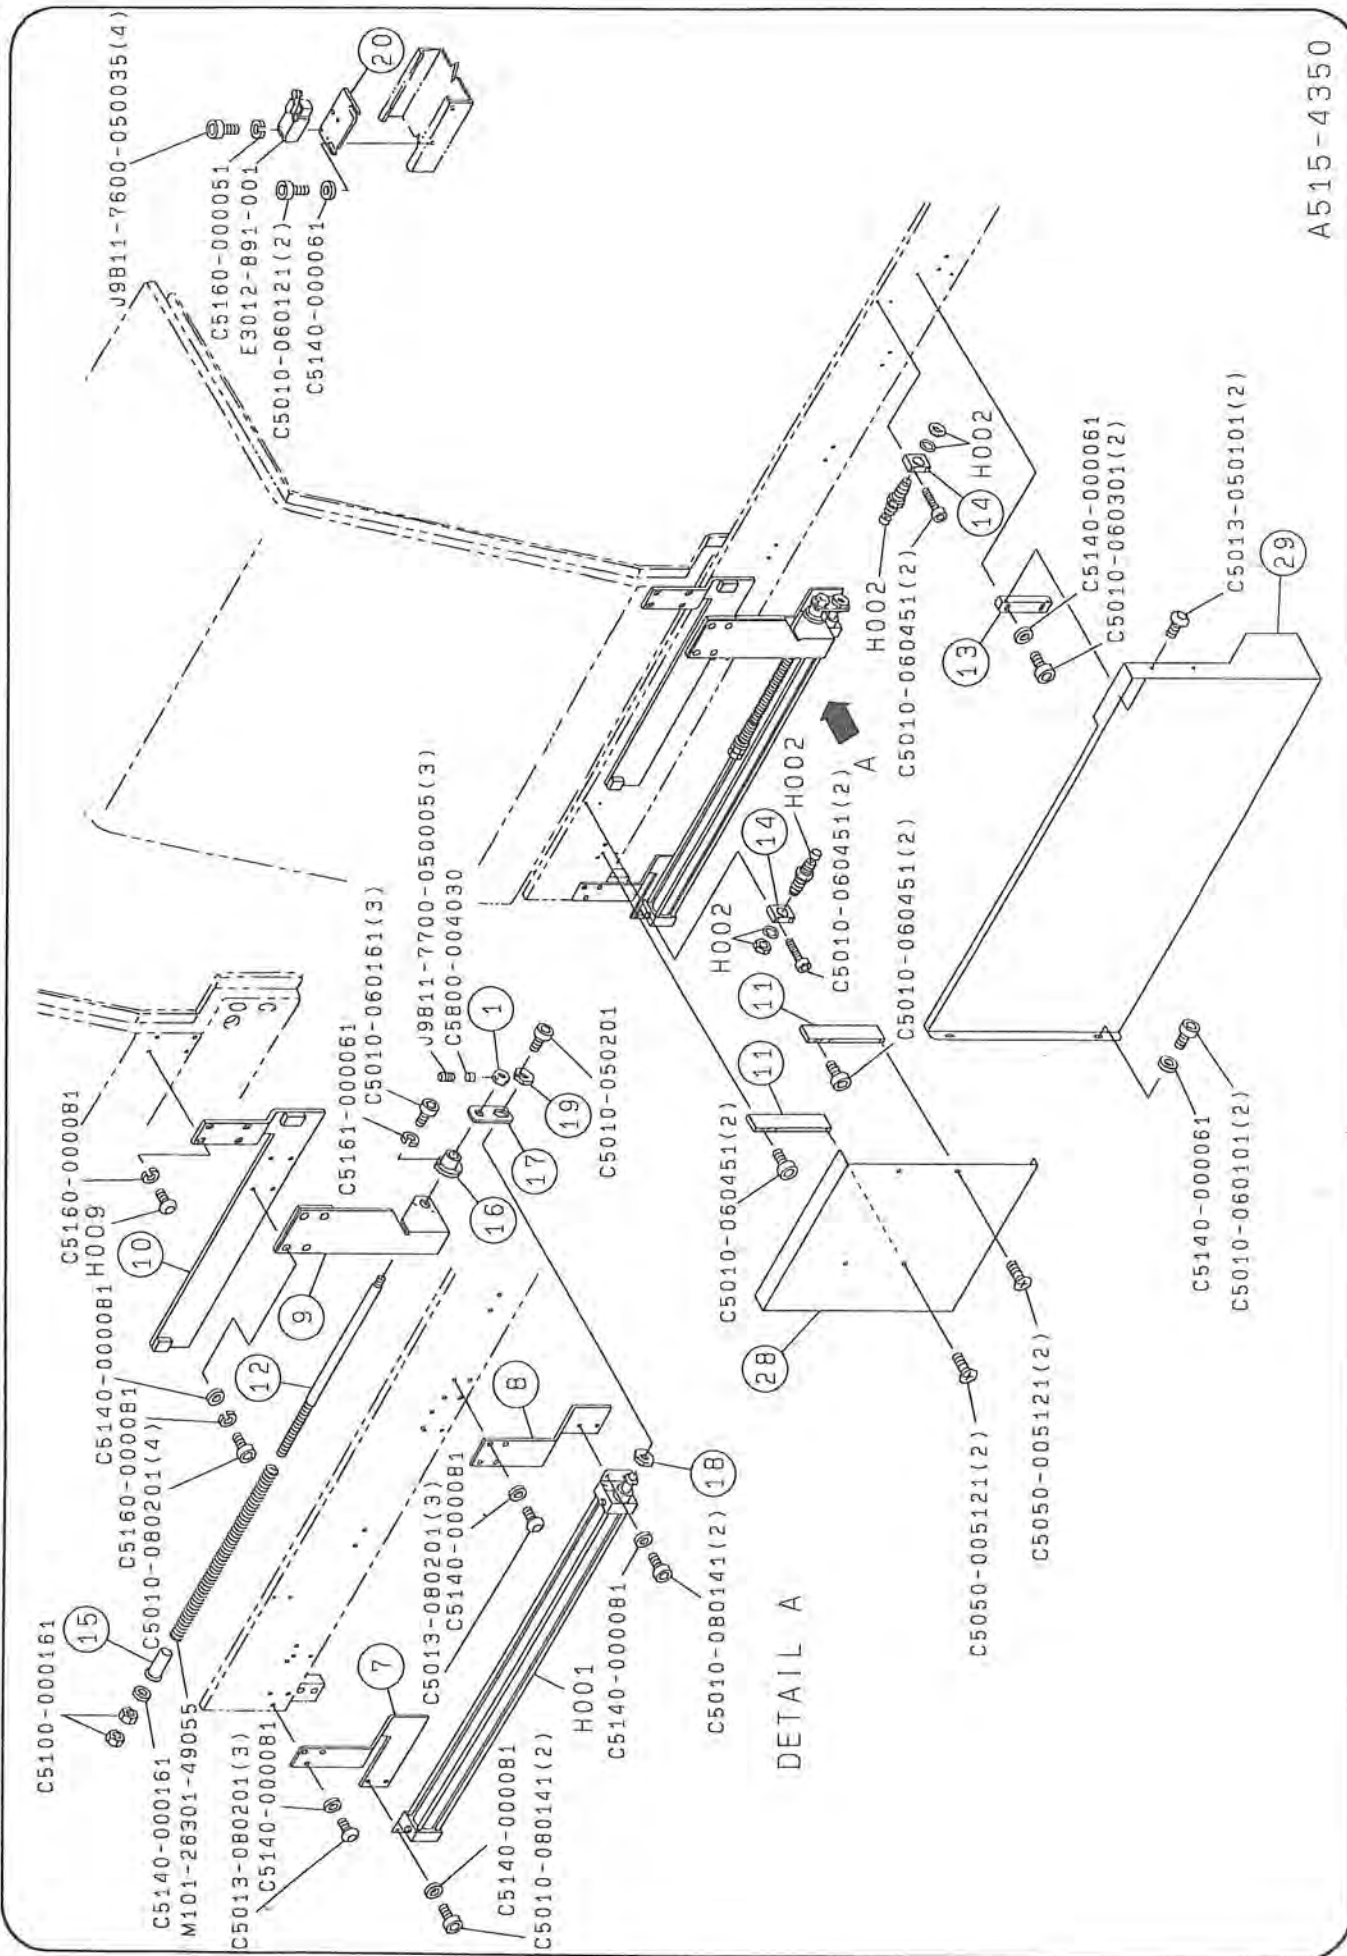 C5100-000161
15
C5140-000161
M101-26301-49055
C5140-000081
C5160-000081
C5010-080201(4)
12
C5160-000081
H009
10
9
J9811-7600-050035(4)
C5160-000051
E3012-891-001
C5010-060121(2)
C5140-000061
20
C5013-080201(3)
C5140-000081
7
C5161-000061
C5010-060161(3)
J9811-7700-050005(3)
C5800-004030
1
C5013-080201(3)
C5140-000081
8
16
17
19
C5010-050201
C5140-000081
C5010-080141(2)
H001
C5140-000081
C5010-080141(2)
18
DETAIL A
H002
14
H002
C5010-060451(2)
A
H002
C5010-060451(2)
14
H002
C5010-060451(2)
11
11
C5010-060451(2)
28
13
C5140-000061
C5010-060301(2)
C5050-005121(2)
C5050-005121(2)
C5140-000061
C5010-060101(2)
C5013-050101(2)
29
A515-4350